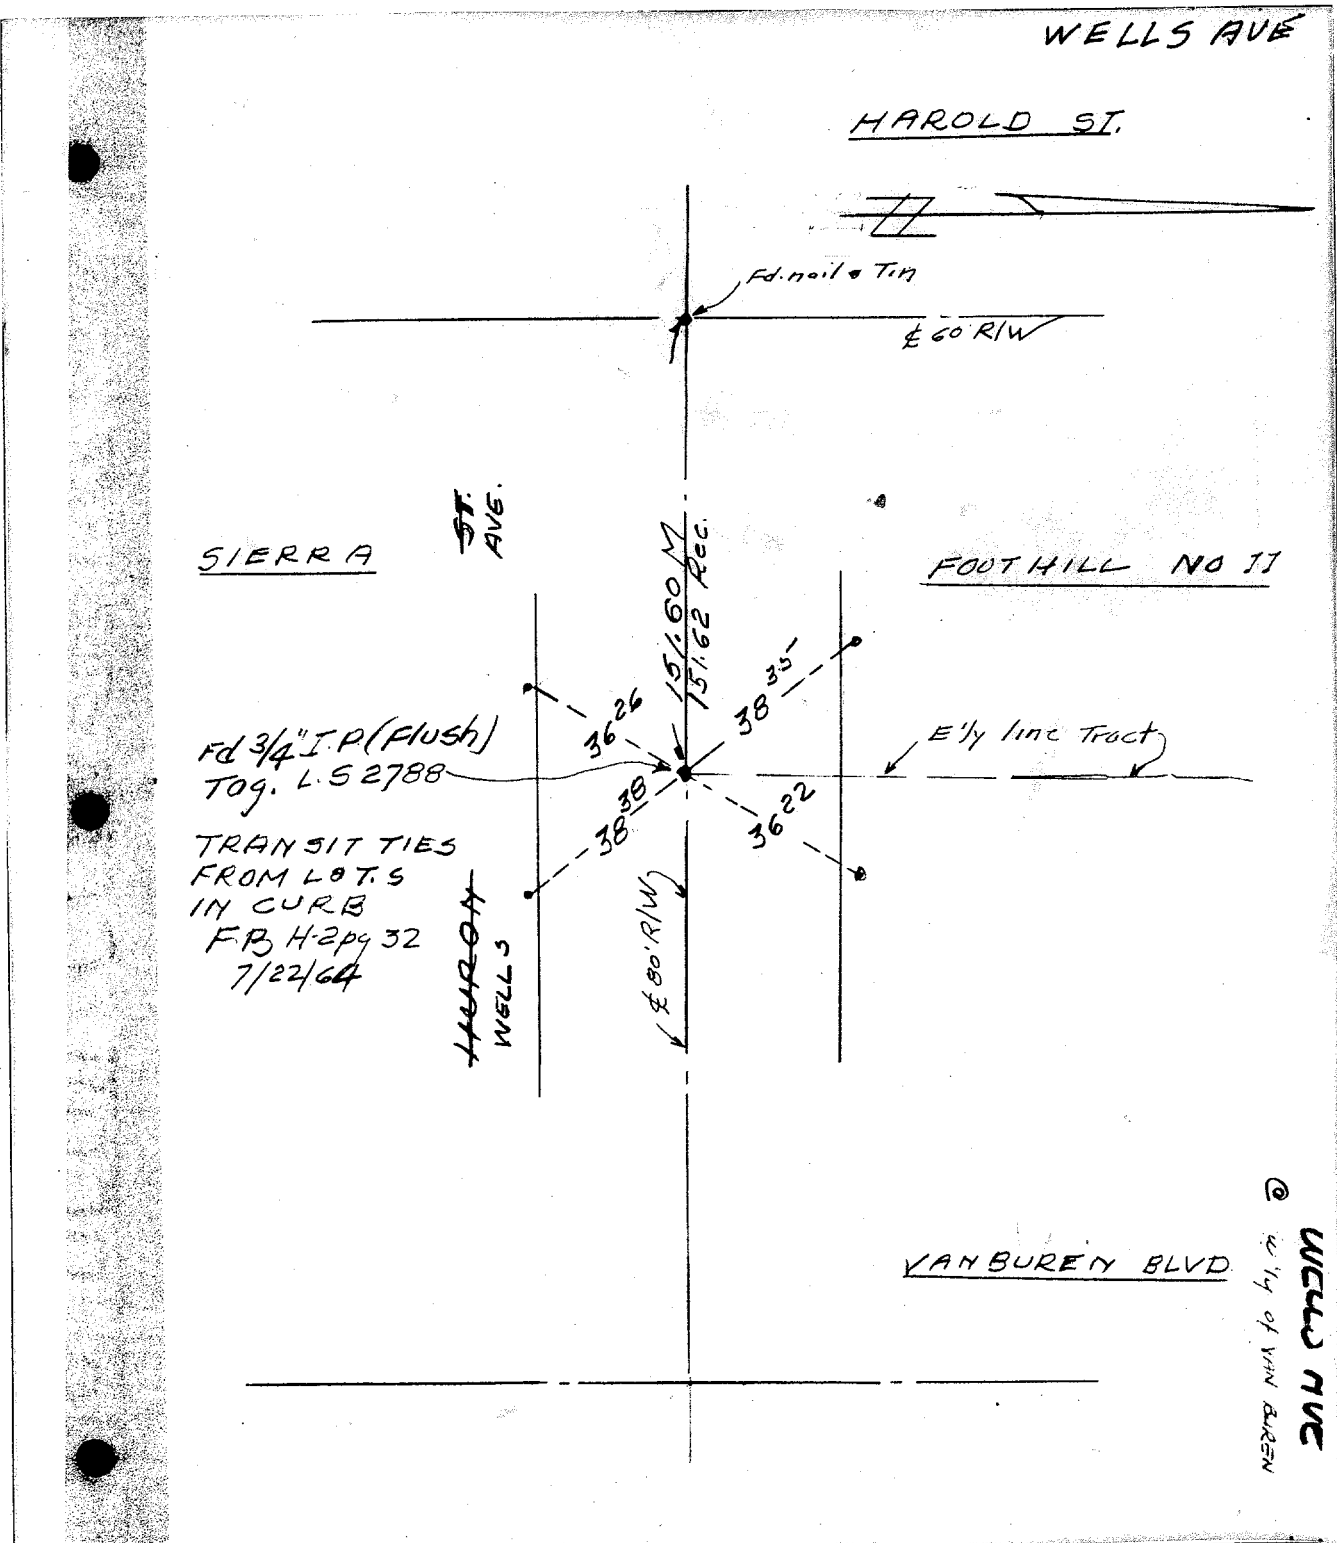 WELLS AVE
HAROLD ST.
Fd. nail & Tin
℄ 60' R/W
ST.
AVE.
SIERRA
FOOTHILL NO II
151.60 M
151.62 Rec.
36 26
38 35
Fd 3/4" I.P (Flush)
Tag. L.S 2788
E'ly line Tract
38 38
36 22
TRANSIT TIES
FROM L & T.S
IN CURB
F.B H-2 pg 32
7/22/64
HURON
WELLS
℄ 80' R/W
VAN BUREN BLVD
WELLS AVE
@ w'ly of VAN BUREN